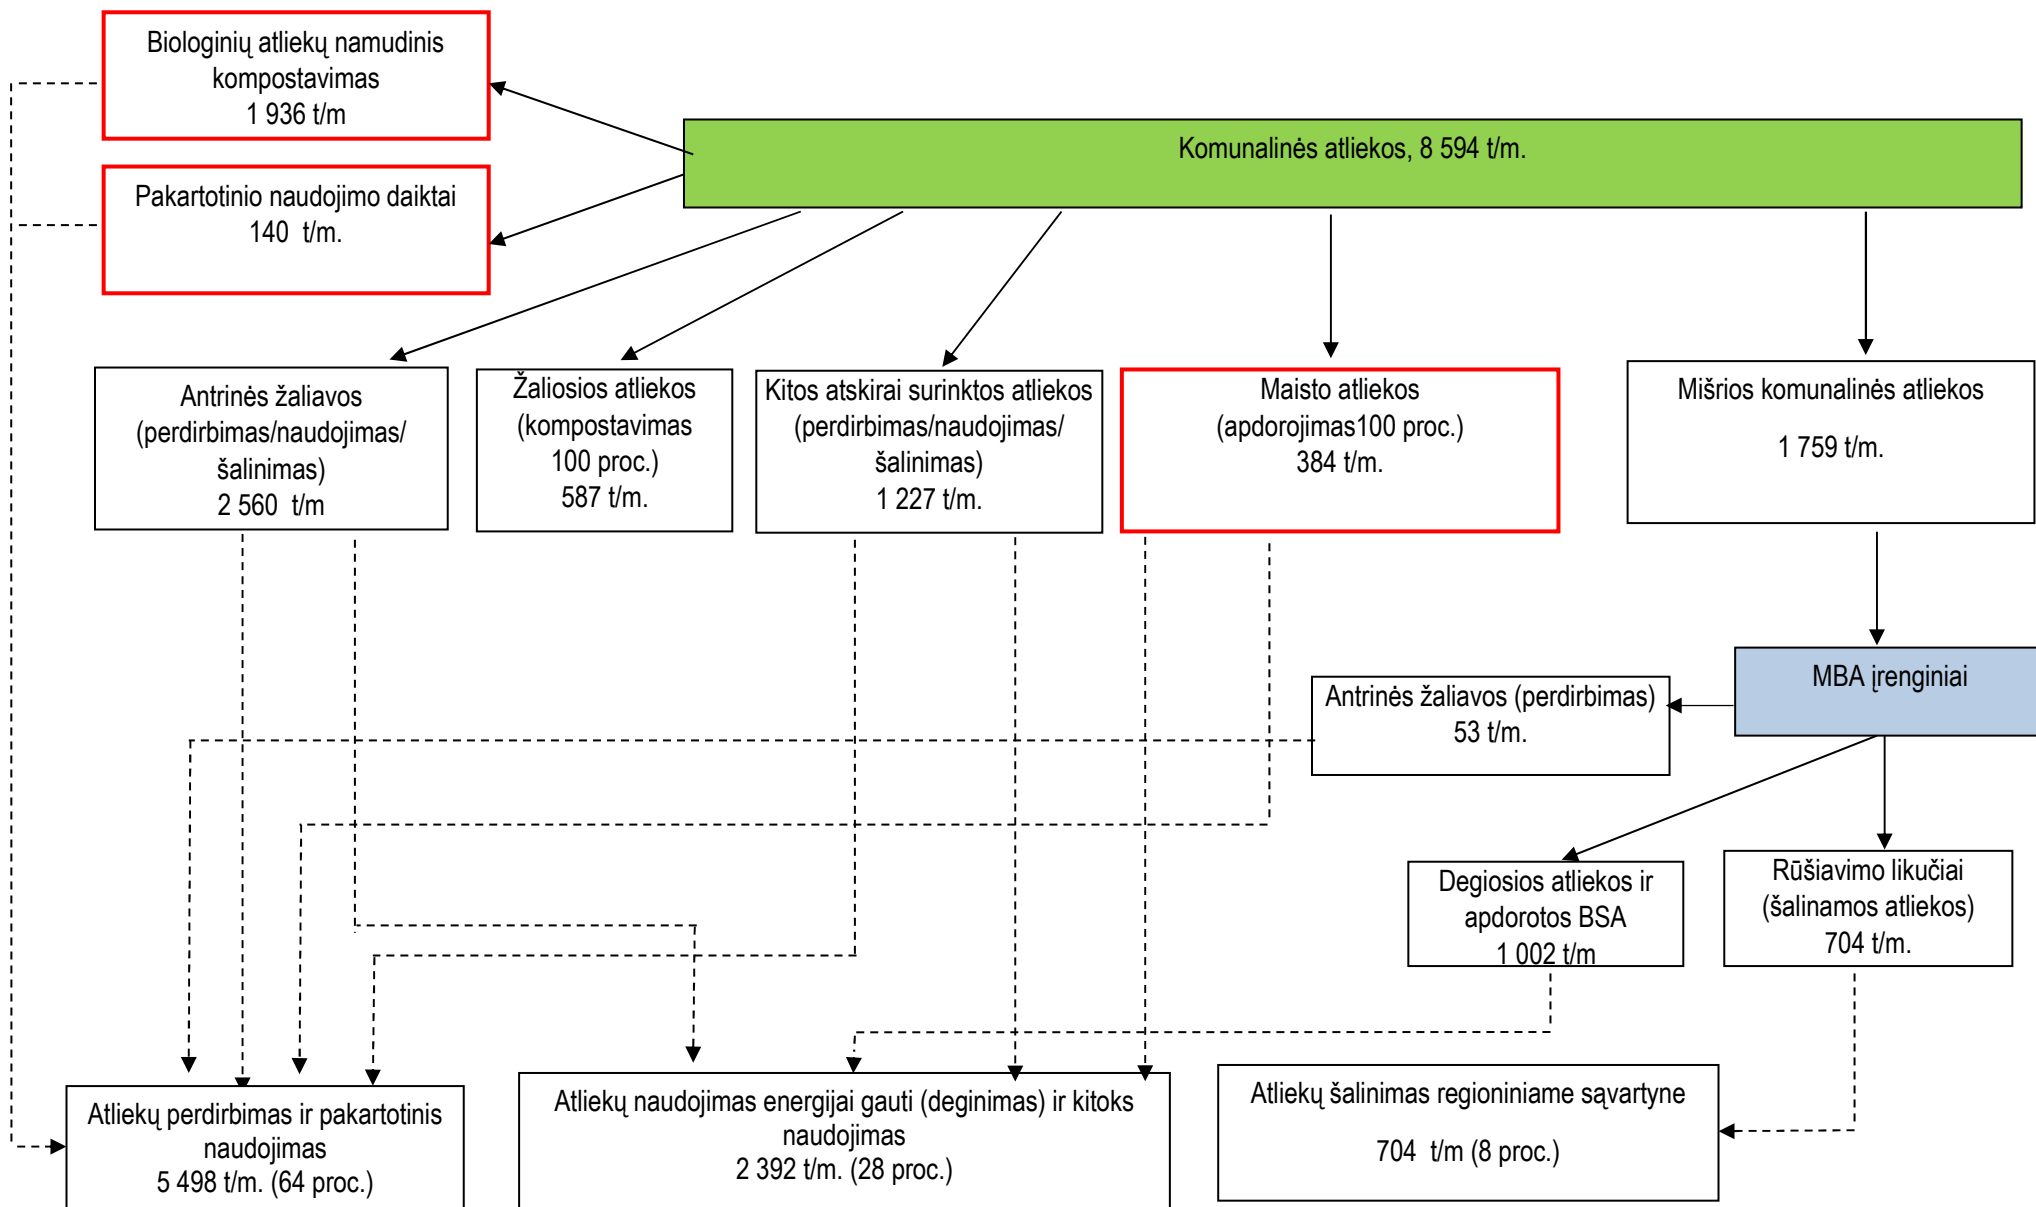 Biologinių atliekų namudinis
kompostavimas
1 936 t/m
Komunalinės atliekos, 8 594 t/m.
Pakartotinio naudojimo daiktai
140 t/m.
Antrinės žaliavos
(perdirbimas/naudojimas/
šalinimas)
2 560 t/m
Žaliosios atliekos
(kompostavimas
100 proc.)
587 t/m.
Kitos atskirai surinktos atliekos
(perdirbimas/naudojimas/
šalinimas)
1 227 t/m.
Maisto atliekos
(apdorojimas100 proc.)
384 t/m.
Mišrios komunalinės atliekos
1 759 t/m.
MBA įrenginiai
Antrinės žaliavos (perdirbimas)
53 t/m.
Degiosios atliekos ir
apdorotos BSA
1 002 t/m
Rūšiavimo likučiai
(šalinamos atliekos)
704 t/m.
Atliekų perdirbimas ir pakartotinis
naudojimas
5 498 t/m. (64 proc.)
Atliekų naudojimas energijai gauti (deginimas) ir kitoks
naudojimas
2 392 t/m. (28 proc.)
Atliekų šalinimas regioniniame sąvartyne
704 t/m (8 proc.)